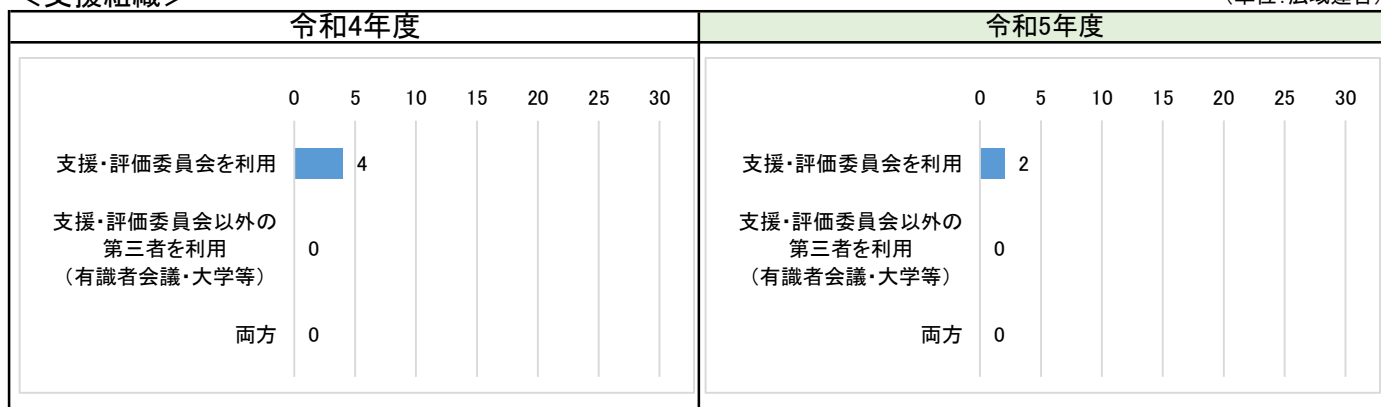 ＜支援組織＞
（単位：広域連合）
令和4年度
0 5 10 15 20 25 30
支援・評価委員会を利用 4
支援・評価委員会以外の
第三者を利用 0
（有識者会議・大学等）
両方 0
令和5年度
0 5 10 15 20 25 30
支援・評価委員会を利用 2
支援・評価委員会以外の
第三者を利用 0
（有識者会議・大学等）
両方 0